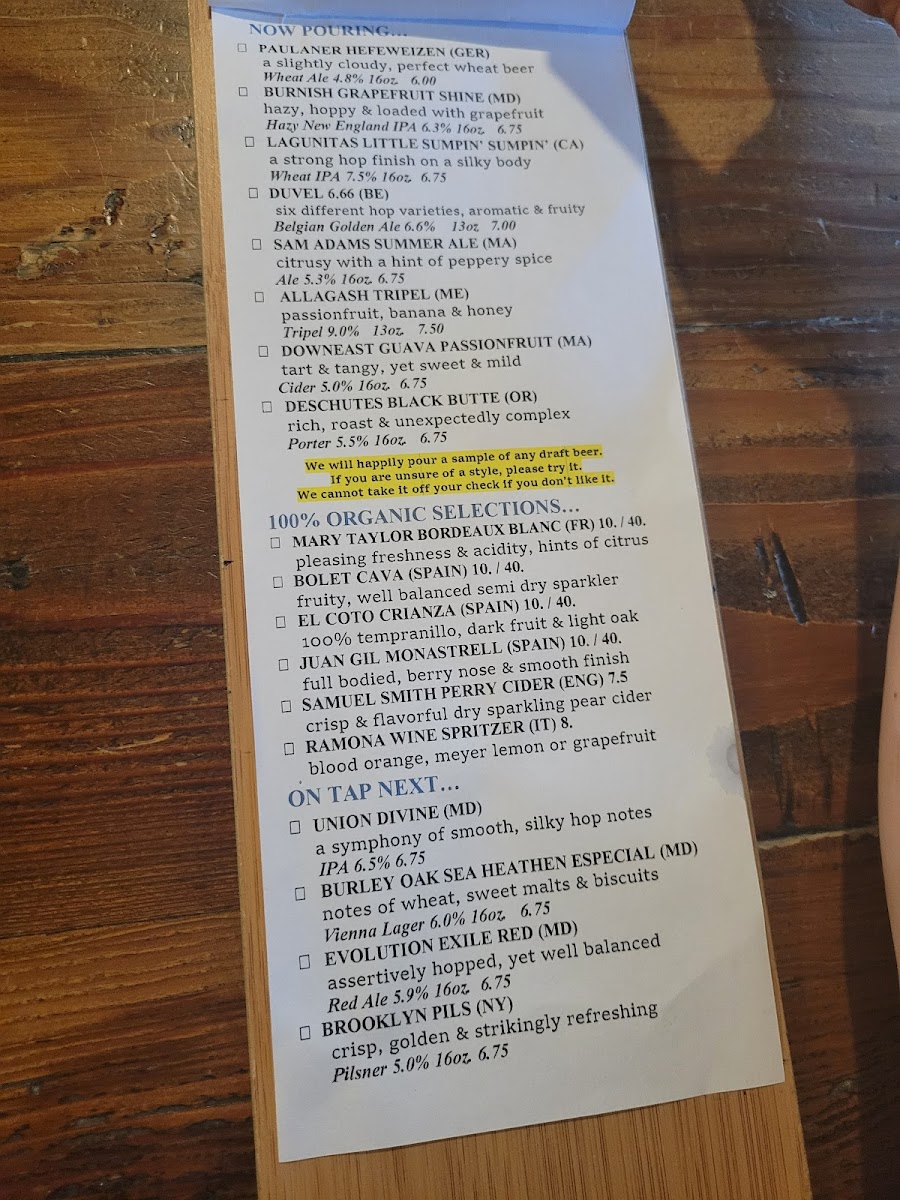 NOW POURING...
☐ PAULANER HEFEWEIZEN (GER)
a slightly cloudy, perfect wheat beer
Wheat Ale 4.8% 16oz 6.00
☐ BURNISH GRAPEFRUIT SHINE (MD)
hazy, hoppy & loaded with grapefruit
Hazy New England IPA 6.3% 16oz 6.75
☐ LAGUNITAS LITTLE SUMPIN' SUMPIN' (CA)
a strong hop finish on a silky body
Wheat IPA 7.5% 16oz 6.75
☐ DUVEL 6.66 (BE)
six different hop varieties, aromatic & fruity
Belgian Golden Ale 6.6% 13oz 7.00
☐ SAM ADAMS SUMMER ALE (MA)
citrusy with a hint of peppery spice
Ale 5.3% 16oz 6.75
☐ ALLAGASH TRIPEL (ME)
passionfruit, banana & honey
Tripel 9.0% 13oz 7.50
☐ DOWNEAST GUAVA PASSIONFRUIT (MA)
tart & tangy, yet sweet & mild
Cider 5.0% 16oz 6.75
☐ DESCHUTES BLACK BUTTE (OR)
rich, roast & unexpectedly complex
Porter 5.5% 16oz 6.75
We will happily pour a sample of any draft beer.
If you are unsure of a style, please try it.
We cannot take it off your check if you don't like it.
100% ORGANIC SELECTIONS...
☐ MARY TAYLOR BORDEAUX BLANC (FR) 10. / 40.
pleasing freshness & acidity, hints of citrus
☐ BOLET CAVA (SPAIN) 10. / 40.
fruity, well balanced semi dry sparkler
☐ EL COTO CRIANZA (SPAIN) 10. / 40.
100% tempranillo, dark fruit & light oak
☐ JUAN GIL MONASTRELL (SPAIN) 10. / 40.
full bodied, berry nose & smooth finish
☐ SAMUEL SMITH PERRY CIDER (ENG) 7.5
crisp & flavorful dry sparkling pear cider
☐ RAMONA WINE SPRITZER (IT) 8.
blood orange, meyer lemon or grapefruit
ON TAP NEXT...
☐ UNION DIVINE (MD)
a symphony of smooth, silky hop notes
IPA 6.5% 6.75
☐ BURLEY OAK SEA HEATHEN ESPECIAL (MD)
notes of wheat, sweet malts & biscuits
Vienna Lager 6.0% 16oz 6.75
☐ EVOLUTION EXILE RED (MD)
assertively hopped, yet well balanced
Red Ale 5.9% 16oz 6.75
☐ BROOKLYN PILS (NY)
crisp, golden & strikingly refreshing
Pilsner 5.0% 16oz 6.75